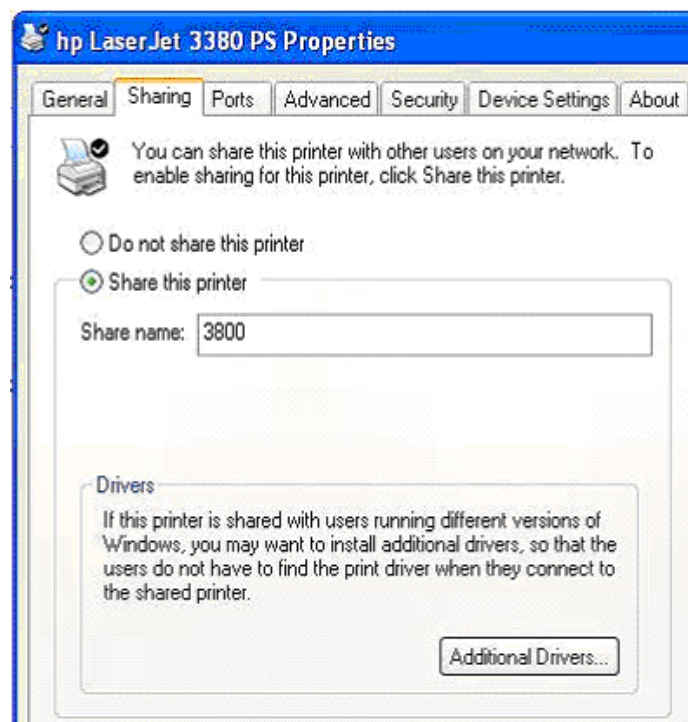 hp LaserJet 3380 PS Properties
General Sharing Ports Advanced Security Device Settings About
You can share this printer with other users on your network. To
enable sharing for this printer, click Share this printer.
Do not share this printer
Share this printer
Share name: 3800
Drivers
If this printer is shared with users running different versions of
Windows, you may want to install additional drivers, so that the
users do not have to find the print driver when they connect to
the shared printer.
Additional Drivers...